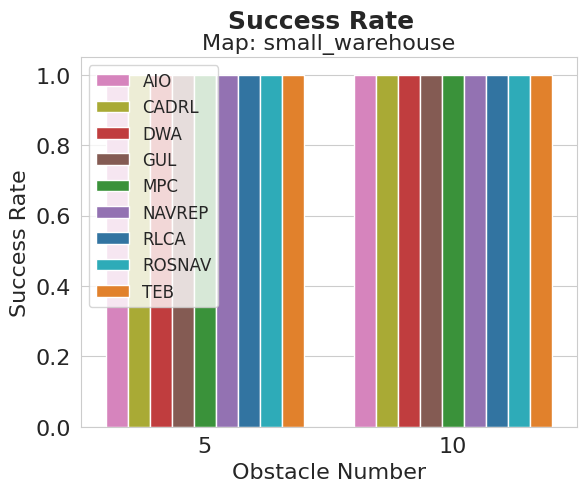 Success Rate
Map: small_warehouse
Success Rate
1.0
0.8
0.6
0.4
0.2
0.0
AIO
CADRL
DWA
GUL
MPC
NAVREP
RLCA
ROSNAV
TEB
5 10
Obstacle Number